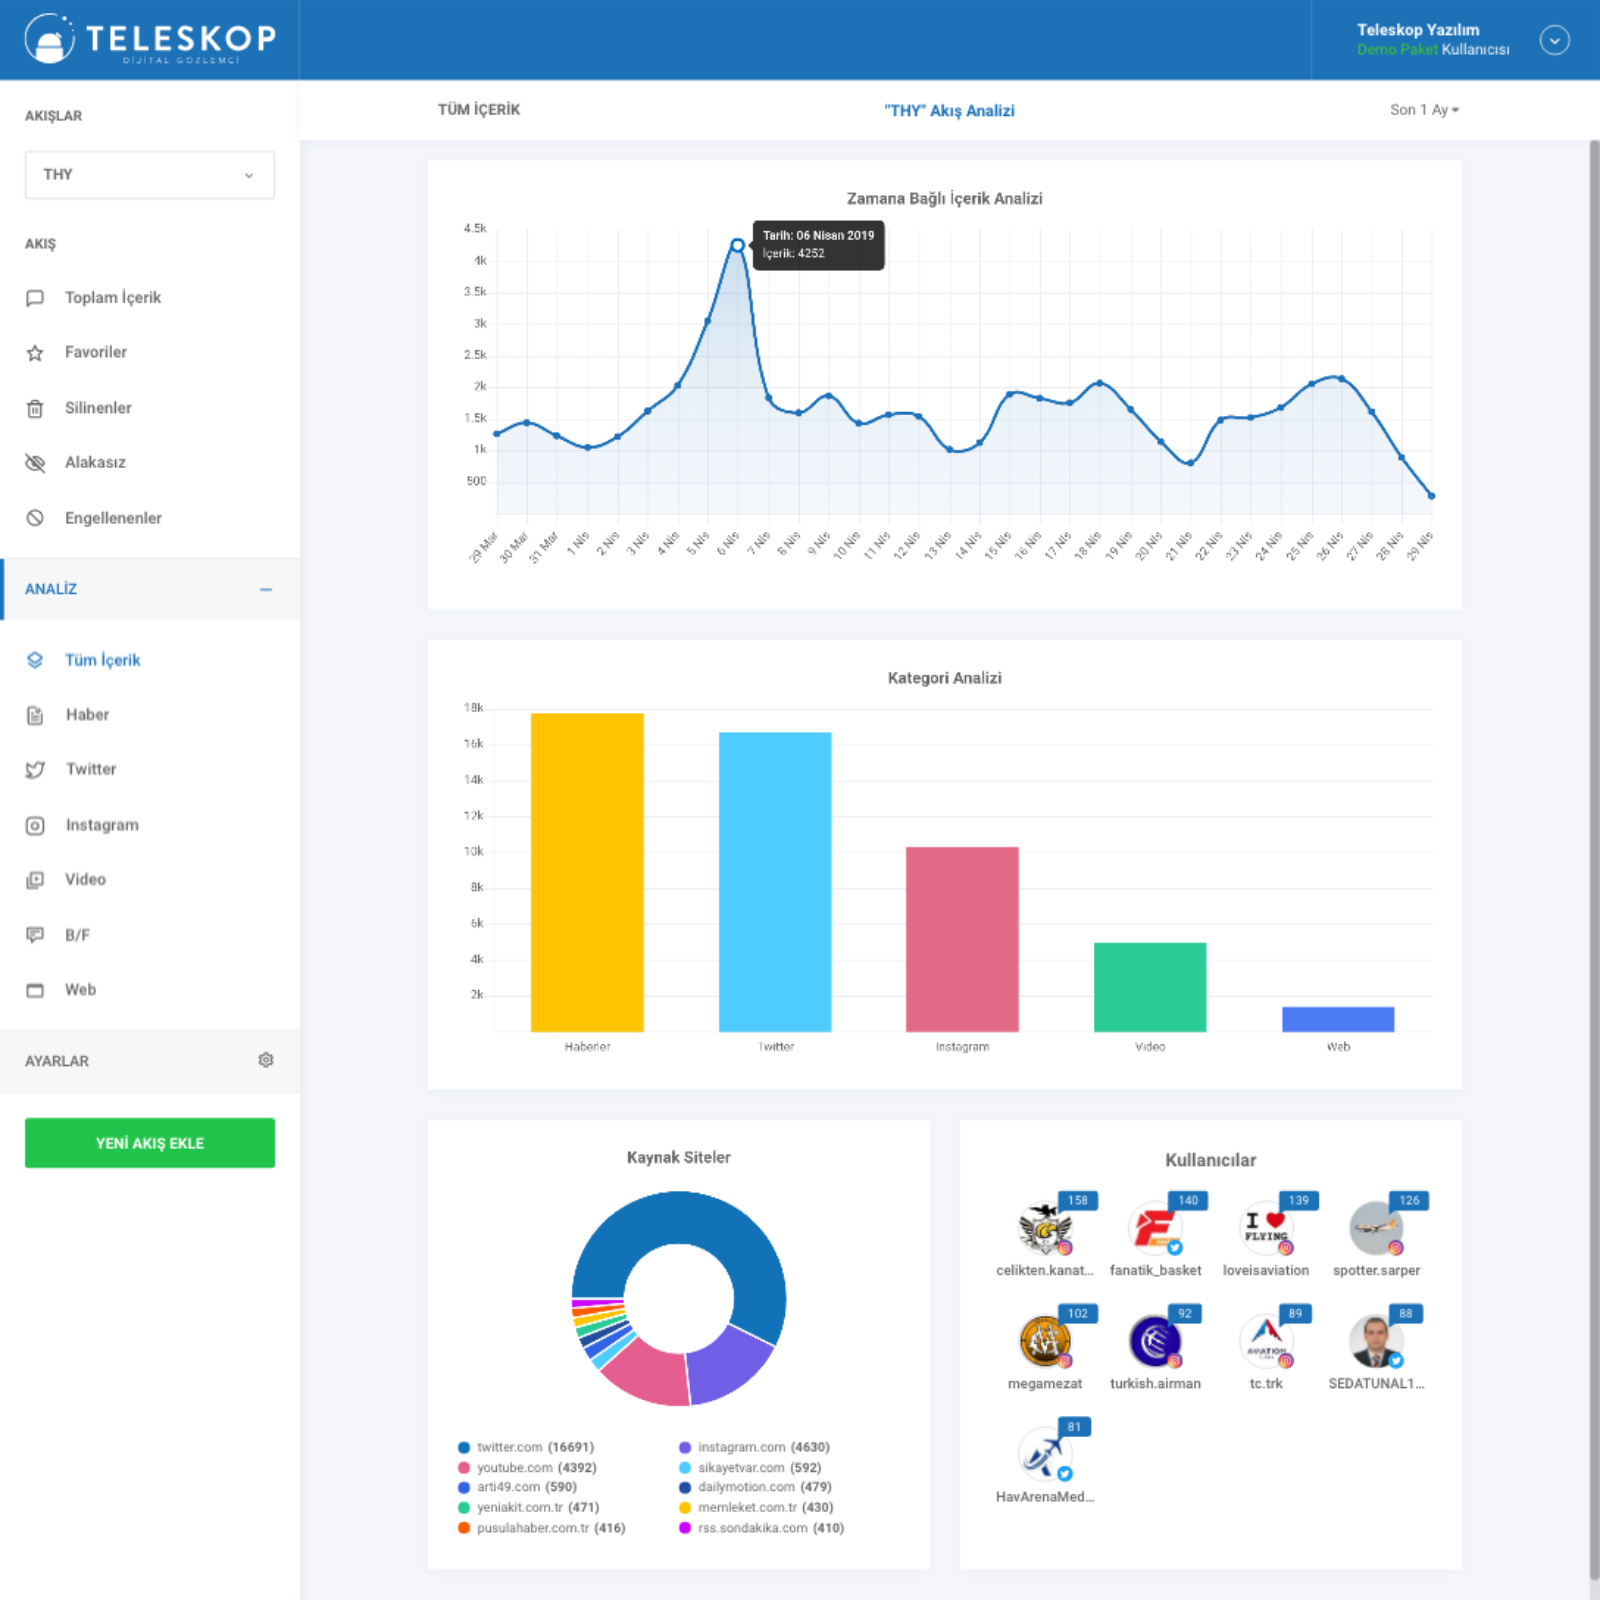 TELESKOP
DİJİTAL GÖZLEMCİ
Teleskop Yazılım
Demo Paket Kullanıcısı
AKIŞLAR
THY
AKIŞ
Toplam İçerik
Favoriler
Silinenler
Alakasız
Engellenenler
ANALİZ
Tüm İçerik
Haber
Twitter
Instagram
Video
B/F
Web
AYARLAR
YENİ AKIŞ EKLE
TÜM İÇERİK
"THY" Akış Analizi
Son 1 Ay
Zamana Bağlı İçerik Analizi
4.5k
4k
3.5k
3k
2.5k
2k
1.5k
1k
500
Tarih: 06 Nisan 2019
İçerik: 4252
29 Mar
30 Mar
31 Mar
1 Nis
2 Nis
3 Nis
4 Nis
5 Nis
6 Nis
7 Nis
8 Nis
9 Nis
10 Nis
11 Nis
12 Nis
13 Nis
14 Nis
15 Nis
16 Nis
17 Nis
18 Nis
19 Nis
20 Nis
21 Nis
22 Nis
23 Nis
24 Nis
25 Nis
26 Nis
27 Nis
28 Nis
29 Nis
Kategori Analizi
18k
16k
14k
12k
10k
8k
6k
4k
2k
Haberler
Twitter
Instagram
Video
Web
Kaynak Siteler
twitter.com (16691)
instagram.com (4630)
youtube.com (4392)
sikayetvar.com (592)
arti49.com (590)
dailymotion.com (479)
yeniakit.com.tr (471)
memleket.com.tr (430)
pusulahaber.com.tr (416)
rss.sondakika.com (410)
Kullanıcılar
158
140
139
126
I
FLYING
celikten.kanat...
fanatik_basket
loveisaviation
spotter.sarper
102
92
89
88
AVIATION
megamezat
turkish.airman
tc.trk
SEDATUNAL1...
81
HavArenaMed...